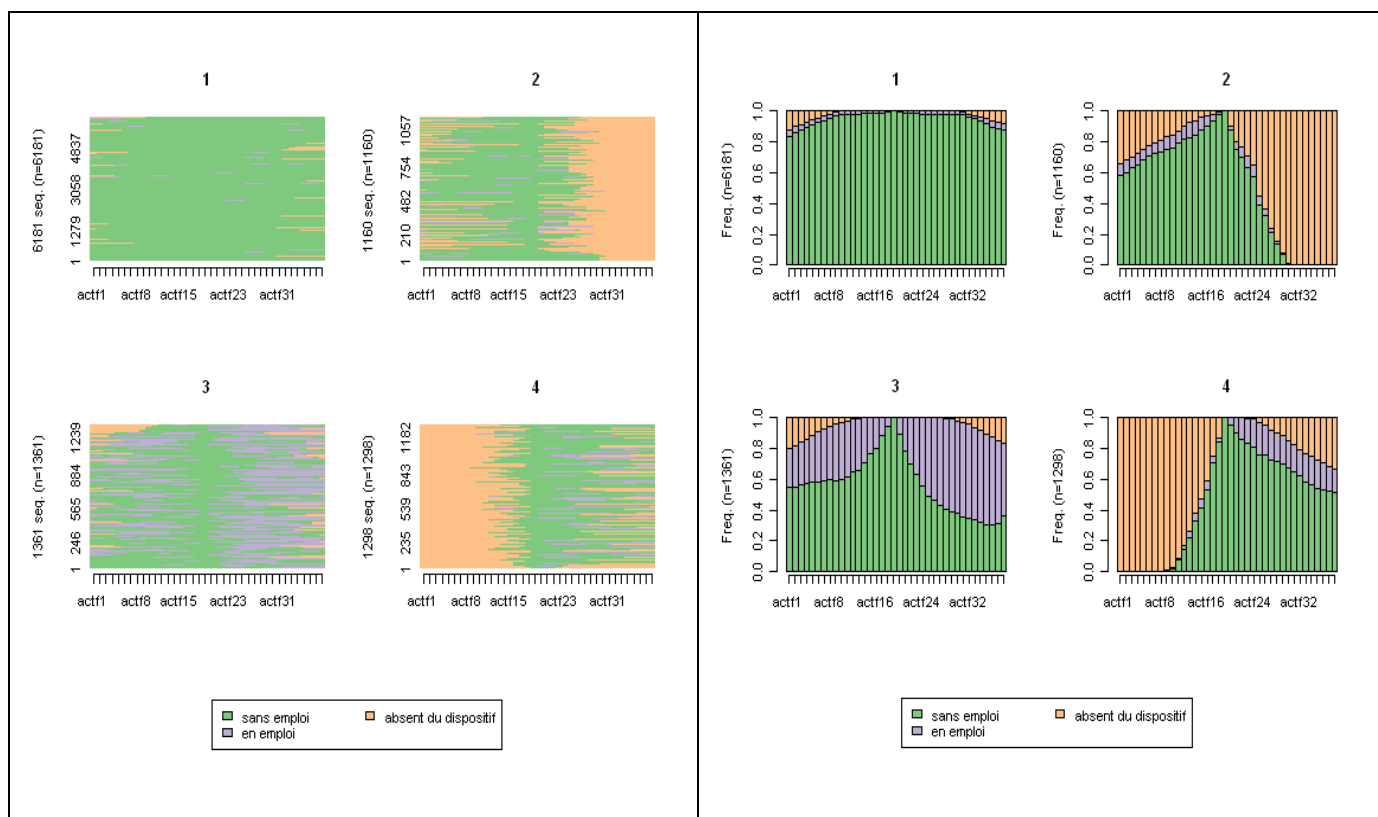 1
2
6181 seq. (n=6181)
1 1279 3058 4837
1160 seq. (n=1160)
1 210 482 754 1057
actf1 actf8 actf15 actf23 actf31
actf1 actf8 actf15 actf23 actf31
3
4
1361 seq. (n=1361)
1 246 565 884 1239
1298 seq. (n=1298)
1 235 539 843 1182
actf1 actf8 actf15 actf23 actf31
actf1 actf8 actf15 actf23 actf31
sans emploi
absent du dispositif
en emploi
1
2
Freq. (n=6181)
0.0 0.2 0.4 0.6 0.8 1.0
Freq. (n=1160)
0.0 0.2 0.4 0.6 0.8 1.0
actf1 actf8 actf16 actf24 actf32
actf1 actf8 actf16 actf24 actf32
3
4
Freq. (n=1361)
0.0 0.2 0.4 0.6 0.8 1.0
Freq. (n=1298)
0.0 0.2 0.4 0.6 0.8 1.0
actf1 actf8 actf16 actf24 actf32
actf1 actf8 actf16 actf24 actf32
sans emploi
absent du dispositif
en emploi